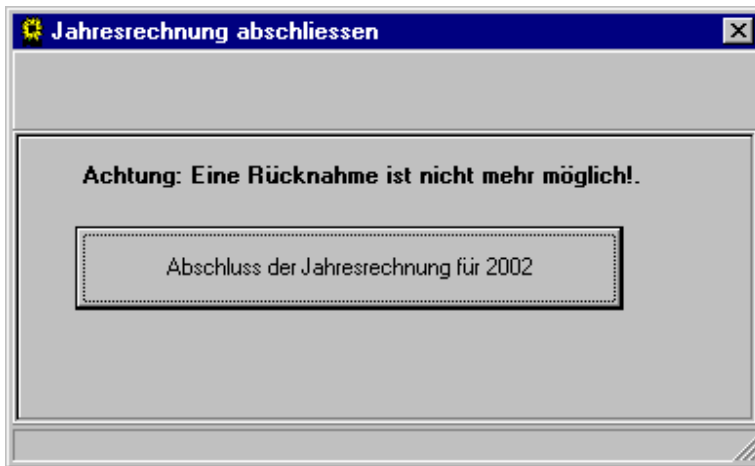 Jahresrechnung abschliessen
Achtung: Eine Rücknahme ist nicht mehr möglich!.
Abschluss der Jahresrechnung für 2002